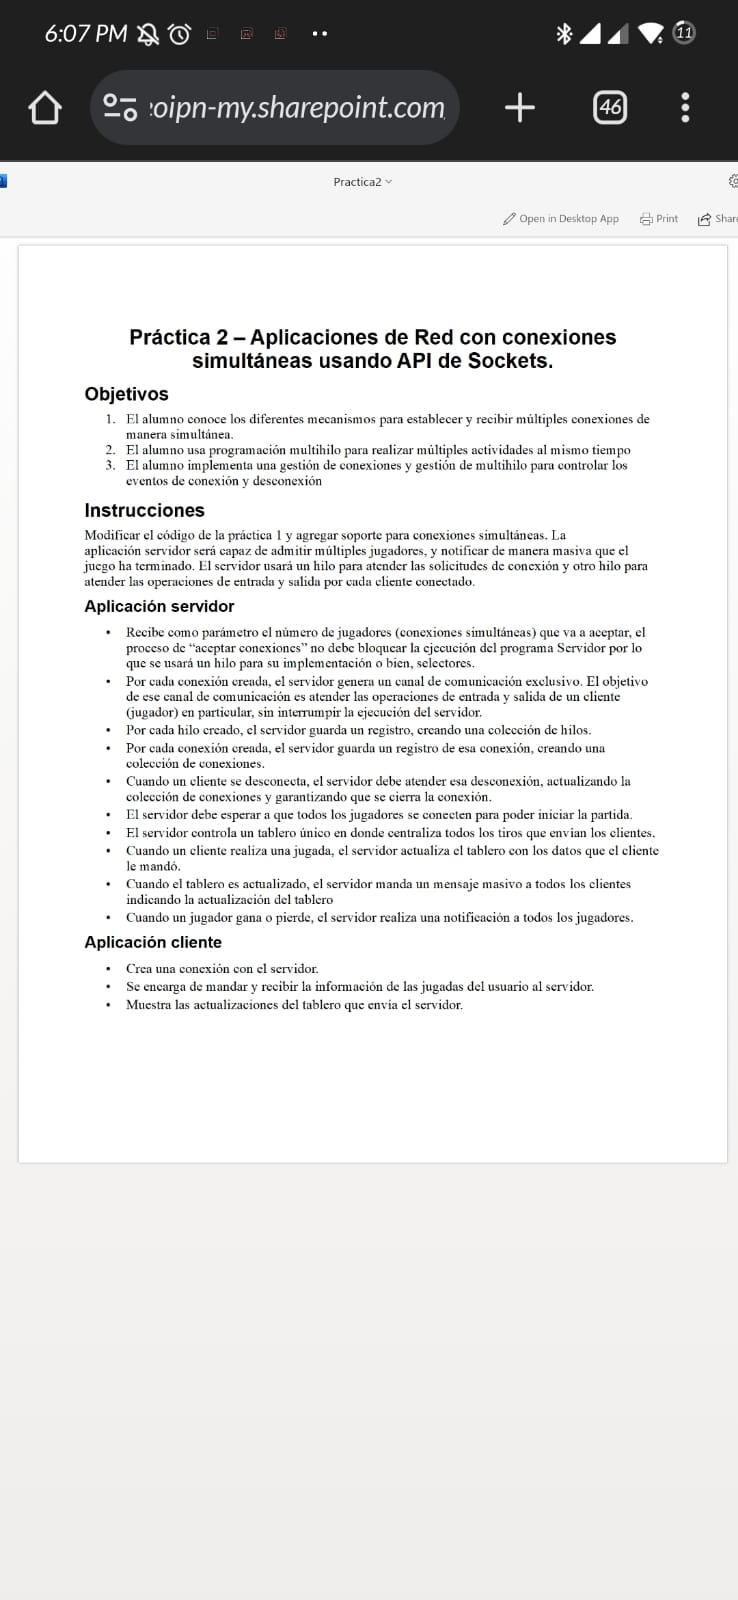 6:07 PM
11
:oipn-my.sharepoint.com
46
Practica2
Open in Desktop App
Print
Share
Práctica 2 – Aplicaciones de Red con conexiones
simultáneas usando API de Sockets.
Objetivos
1. El alumno conoce los diferentes mecanismos para establecer y recibir múltiples conexiones de
manera simultánea.
2. El alumno usa programación multihilo para realizar múltiples actividades al mismo tiempo
3. El alumno implementa una gestión de conexiones y gestión de multihilo para controlar los
eventos de conexión y desconexión
Instrucciones
Modificar el código de la práctica 1 y agregar soporte para conexiones simultáneas. La
aplicación servidor será capaz de admitir múltiples jugadores, y notificar de manera masiva que el
juego ha terminado. El servidor usará un hilo para atender las solicitudes de conexión y otro hilo para
atender las operaciones de entrada y salida por cada cliente conectado.
Aplicación servidor
• Recibe como parámetro el número de jugadores (conexiones simultáneas) que va a aceptar, el
proceso de “aceptar conexiones” no debe bloquear la ejecución del programa Servidor por lo
que se usará un hilo para su implementación o bien, selectores.
• Por cada conexión creada, el servidor genera un canal de comunicación exclusivo. El objetivo
de ese canal de comunicación es atender las operaciones de entrada y salida de un cliente
(jugador) en particular, sin interrumpir la ejecución del servidor.
• Por cada hilo creado, el servidor guarda un registro, creando una colección de hilos.
• Por cada conexión creada, el servidor guarda un registro de esa conexión, creando una
colección de conexiones.
• Cuando un cliente se desconecta, el servidor debe atender esa desconexión, actualizando la
colección de conexiones y garantizando que se cierra la conexión.
• El servidor debe esperar a que todos los jugadores se conecten para poder iniciar la partida.
• El servidor controla un tablero único en donde centraliza todos los tiros que envían los clientes.
• Cuando un cliente realiza una jugada, el servidor actualiza el tablero con los datos que el cliente
le mandó.
• Cuando el tablero es actualizado, el servidor manda un mensaje masivo a todos los clientes
indicando la actualización del tablero
• Cuando un jugador gana o pierde, el servidor realiza una notificación a todos los jugadores.
Aplicación cliente
• Crea una conexión con el servidor.
• Se encarga de mandar y recibir la información de las jugadas del usuario al servidor.
• Muestra las actualizaciones del tablero que envía el servidor.